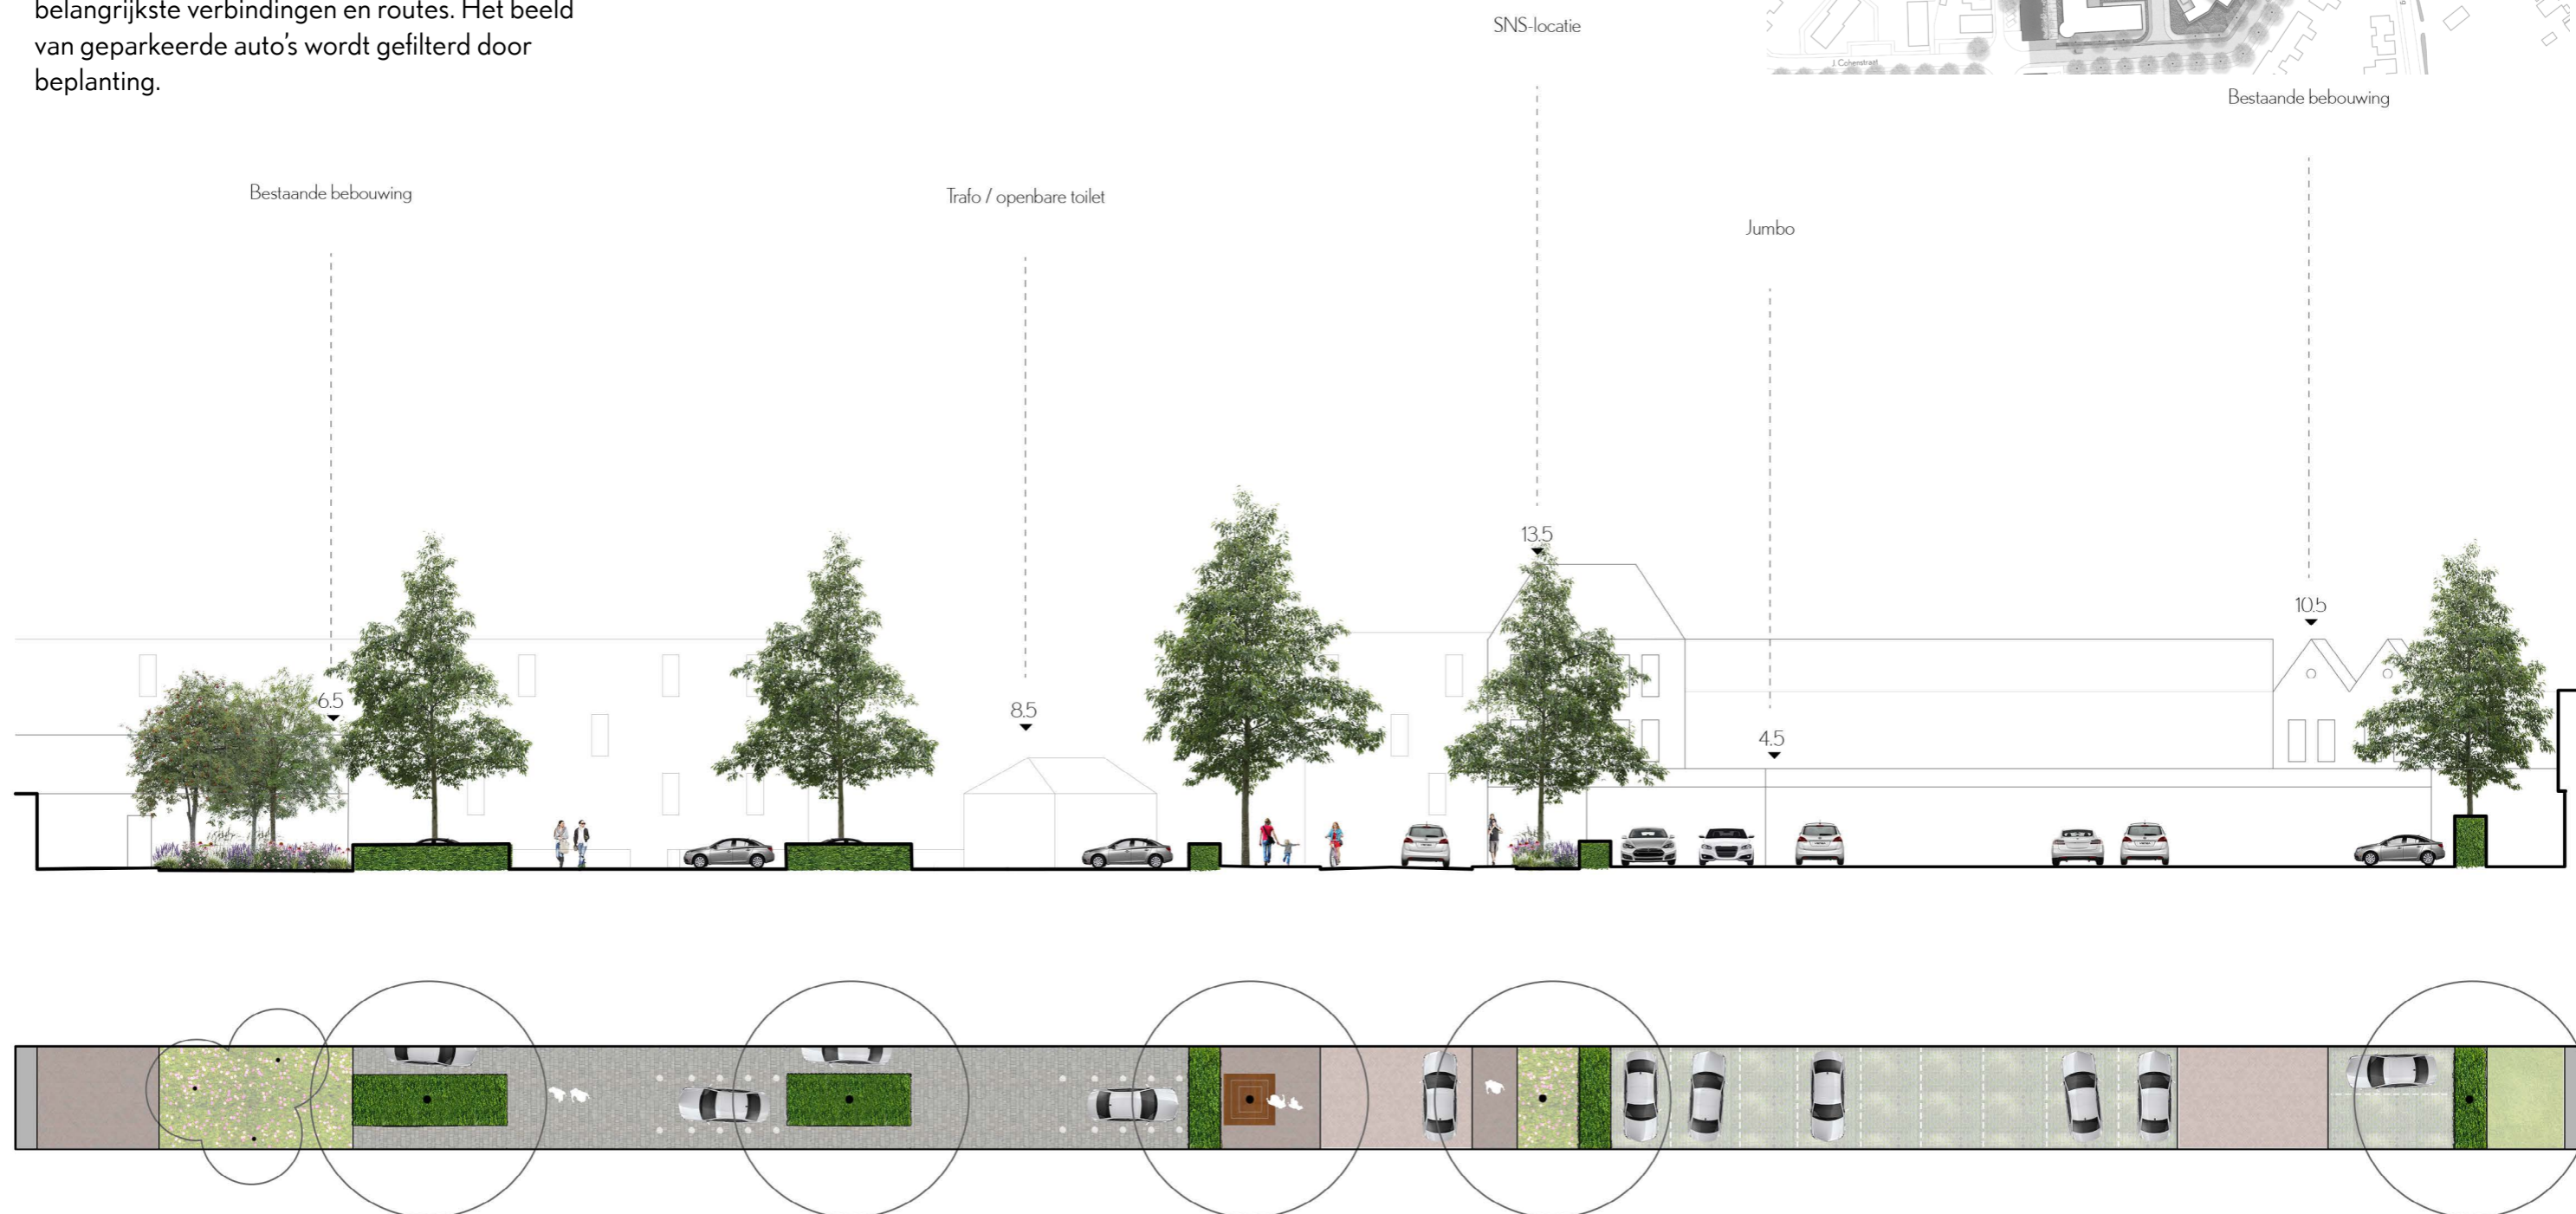 belangrijkste verbindingen en routes. Het beeld
van geparkeerde auto's wordt gefilterd door
beplanting.
SNS-locatie
J. Cohenstraat
Bestaande bebouwing
Bestaande bebouwing
Trafo / openbare toilet
Jumbo
13.5
10.5
6.5
8.5
4.5